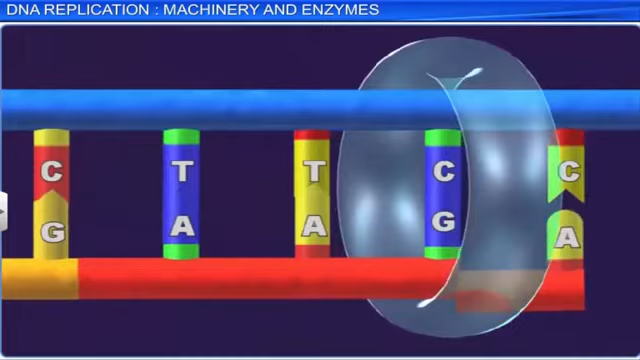 DNA REPLICATION : MACHINERY AND ENZYMES
C T T C C
G A A G A